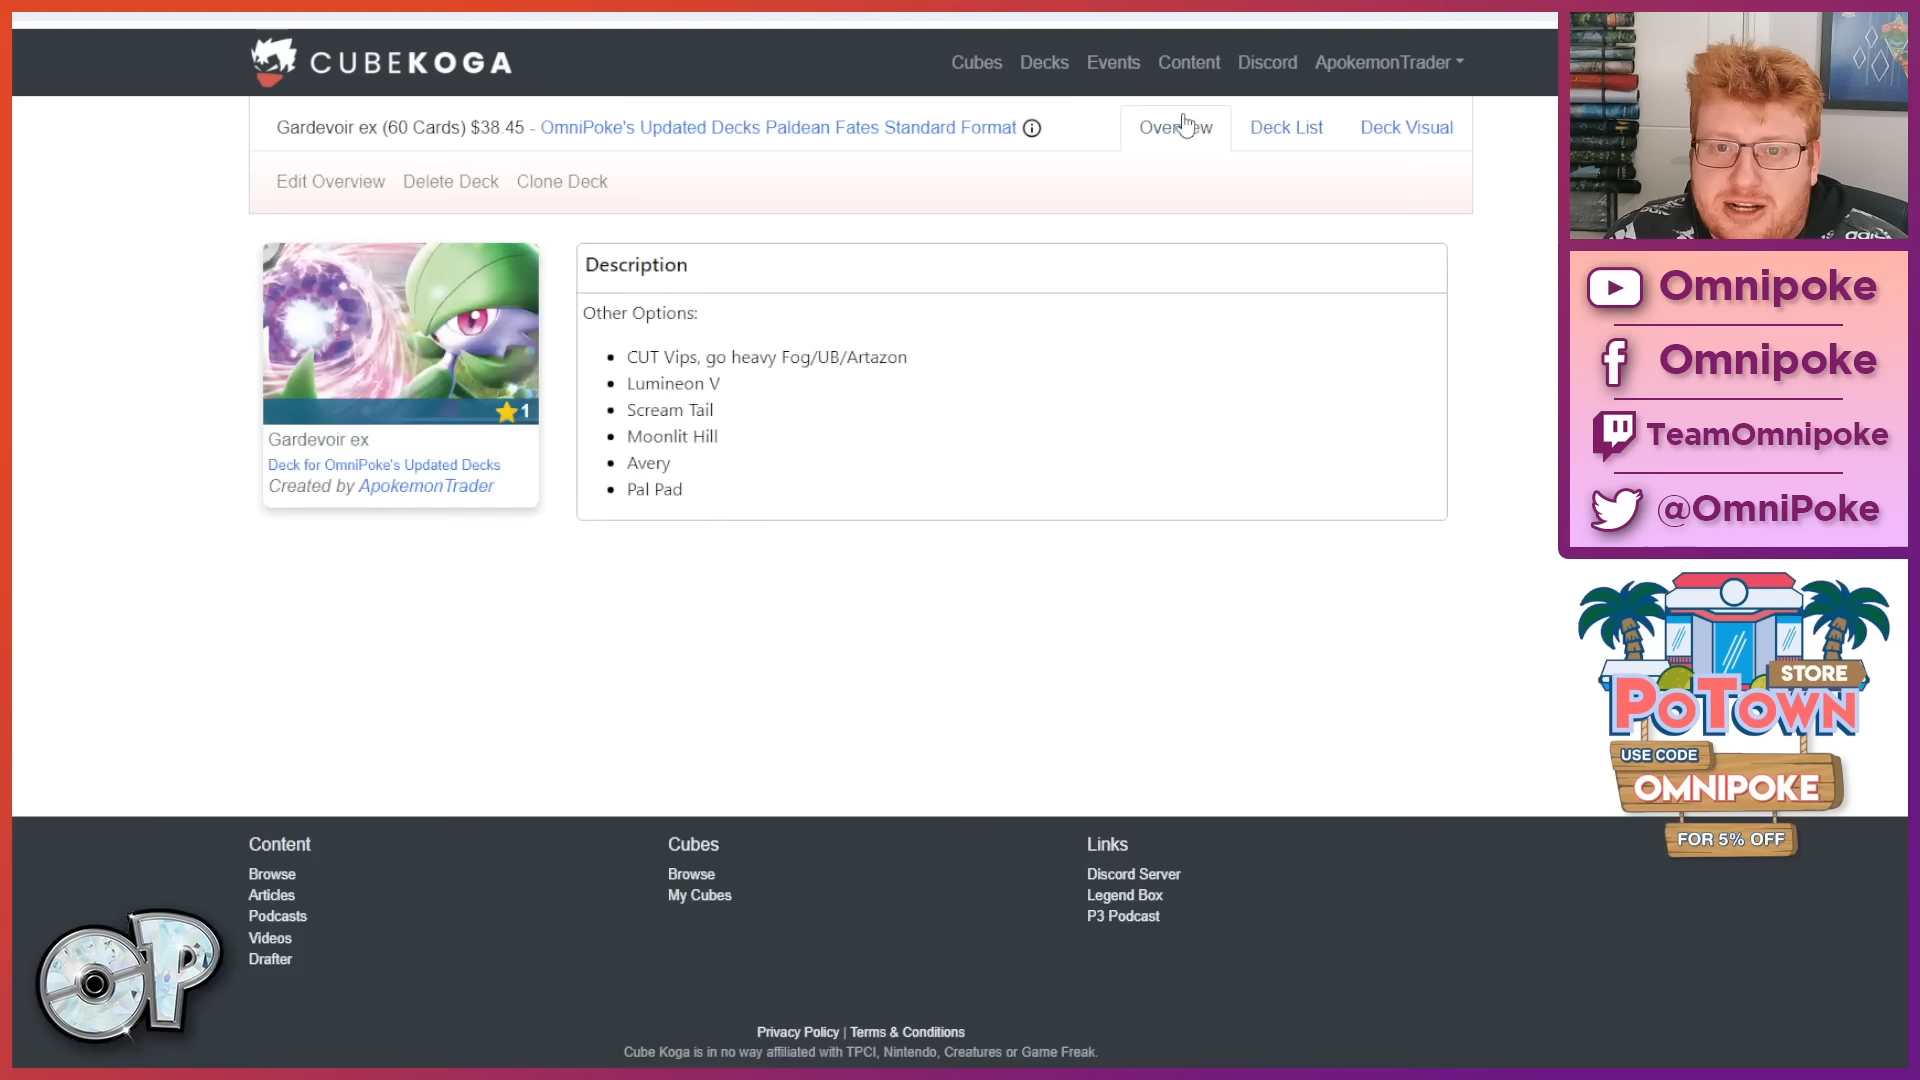 CUBEKOGA
Cubes Decks Events Content Discord ApokemonTrader
Gardevoir ex (60 Cards) $38.45 - OmniPoke's Updated Decks Paldean Fates Standard Format
Overview Deck List Deck Visual
Edit Overview Delete Deck Clone Deck
1
Gardevoir ex
Deck for OmniPoke's Updated Decks
Created by ApokemonTrader
Description
Other Options:
CUT Vips, go heavy Fog/UB/Artazon
Lumineon V
Scream Tail
Moonlit Hill
Avery
Pal Pad
Omnipoke
Omnipoke
TeamOmnipoke
@OmniPoke
STORE
POTOWN
USE CODE
OMNIPOKE
FOR 5% OFF
Content
Browse
Articles
Podcasts
Videos
Drafter
Cubes
Browse
My Cubes
Links
Discord Server
Legend Box
P3 Podcast
OP
Privacy Policy | Terms & Conditions
Cube Koga is in no way affiliated with TPCI, Nintendo, Creatures or Game Freak.